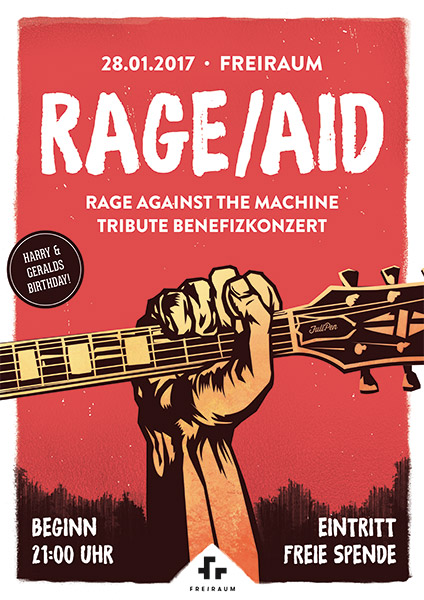 28.01.2017 · FREIRAUM
RAGE/AID
RAGE AGAINST THE MACHINE
TRIBUTE BENEFIZKONZERT
HARRY &
GERALDS
BIRTHDAY!
FullPen
BEGINN
21:00 UHR
EINTRITT
FREIE SPENDE
FREIRAUM